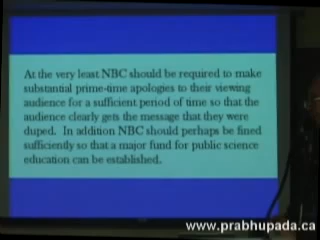 At the very least NBC should be required to make
substantial prime-time apologies to their viewing
audience for a sufficient period of time so that the
audience clearly gets the message that they were
duped. In addition NBC should perhaps be fined
sufficiently so that a major fund for public science
education can be established.
www.prabhupada.ca